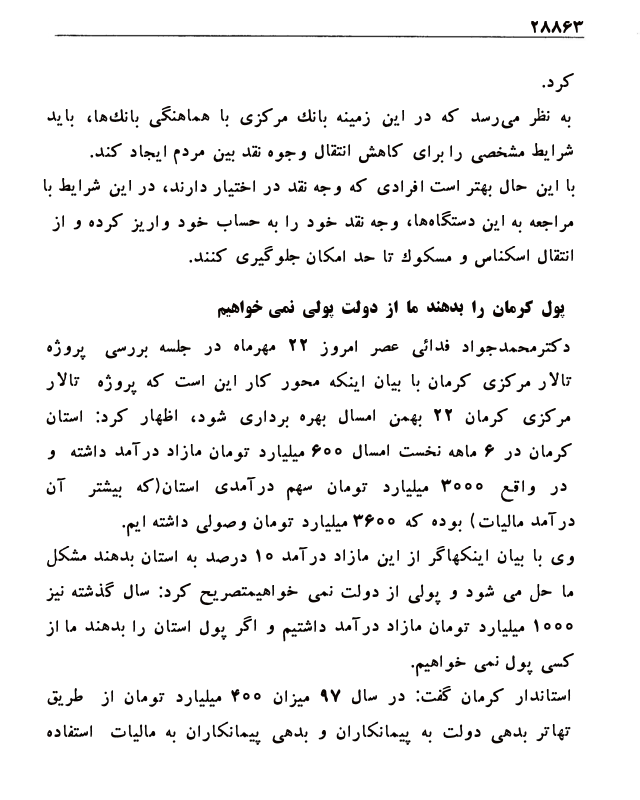 ۲۸۸۶۳
کرد.
به نظر می‌رسد که در این زمینه بانك مرکزی با هماهنگی بانك‌ها، باید
شرایط مشخصی را برای کاهش انتقال وجوه نقد بین مردم ایجاد کند.
با این حال بهتر است افرادی که وجه نقد در اختیار دارند، در این شرایط با
مراجعه به این دستگاه‌ها، وجه نقد خود را به حساب خود واریز کرده و از
انتقال اسکناس و مسکوك تا حد امکان جلوگیری کنند.
پول کرمان را بدهند ما از دولت پولی نمی خواهیم
دکترمحمدجواد فدائی عصر امروز ۲۲ مهرماه در جلسه بررسی پروژه
تالار مرکزی کرمان با بیان اینکه محور کار این است که پروژه تالار
مرکزی کرمان ۲۲ بهمن امسال بهره برداری شود، اظهار کرد: استان
کرمان در ۶ ماهه نخست امسال ۶۰۰ میلیارد تومان مازاد درآمد داشته و
در واقع ۳۰۰۰ میلیارد تومان سهم درآمدی استان(که بیشتر آن
درآمد مالیات) بوده که ۳۶۰۰ میلیارد تومان وصولی داشته ایم.
وی با بیان اینکهاگر از این مازاد درآمد ۱۰ درصد به استان بدهند مشکل
ما حل می شود و پولی از دولت نمی خواهیمتصریح کرد: سال گذشته نیز
۱۰۰۰ میلیارد تومان مازاد درآمد داشتیم و اگر پول استان را بدهند ما از
کسی پول نمی خواهیم.
استاندار کرمان گفت: در سال ۹۷ میزان ۴۰۰ میلیارد تومان از طریق
تهاتر بدهی دولت به پیمانکاران و بدهی پیمانکاران به مالیات استفاده